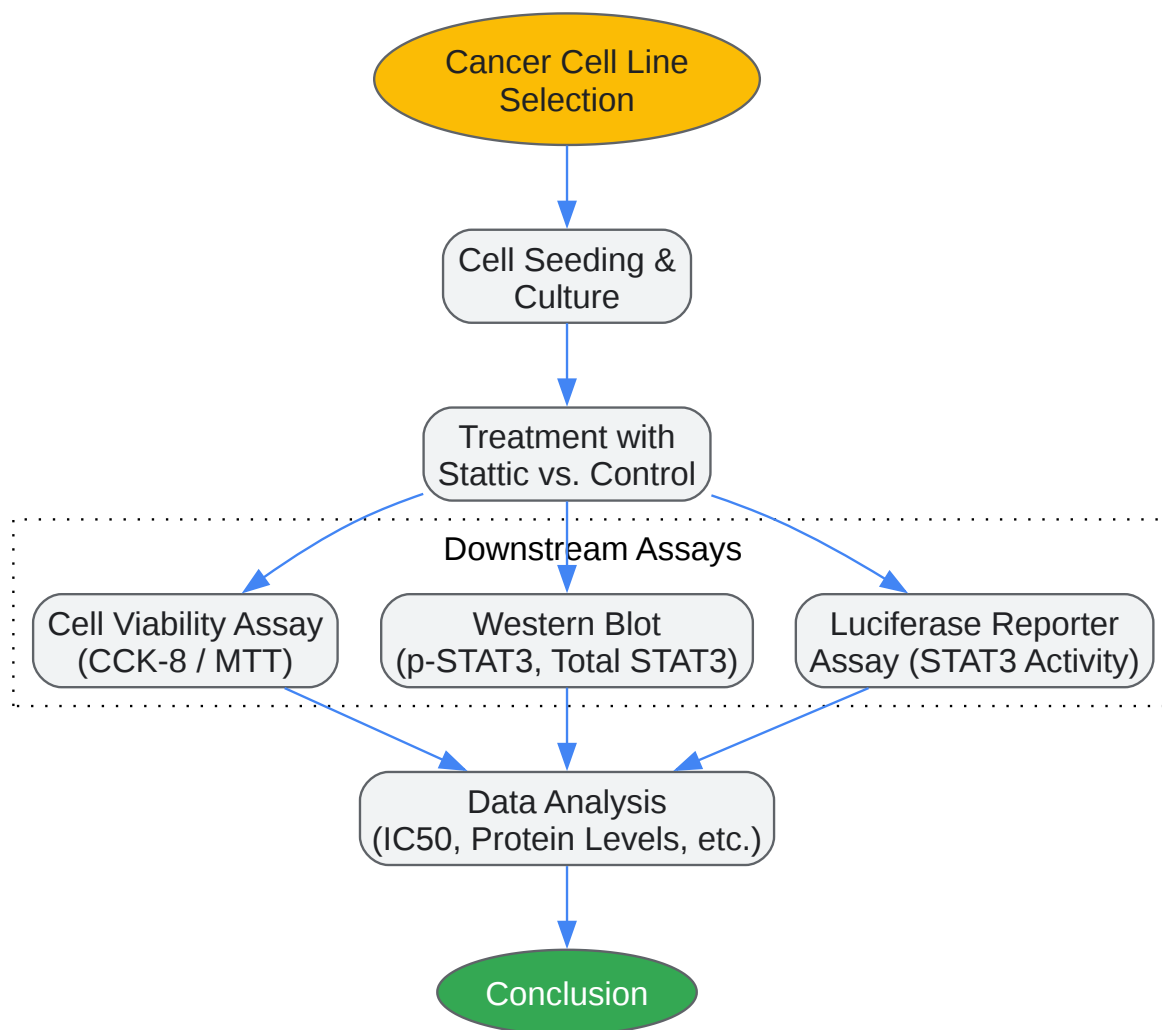 Cancer Cell Line
Selection
Cell Seeding &
Culture
Treatment with
Stattic vs. Control
Downstream Assays
Cell Viability Assay
(CCK-8 / MTT)
Western Blot
(p-STAT3, Total STAT3)
Luciferase Reporter
Assay (STAT3 Activity)
Data Analysis
(IC50, Protein Levels, etc.)
Conclusion